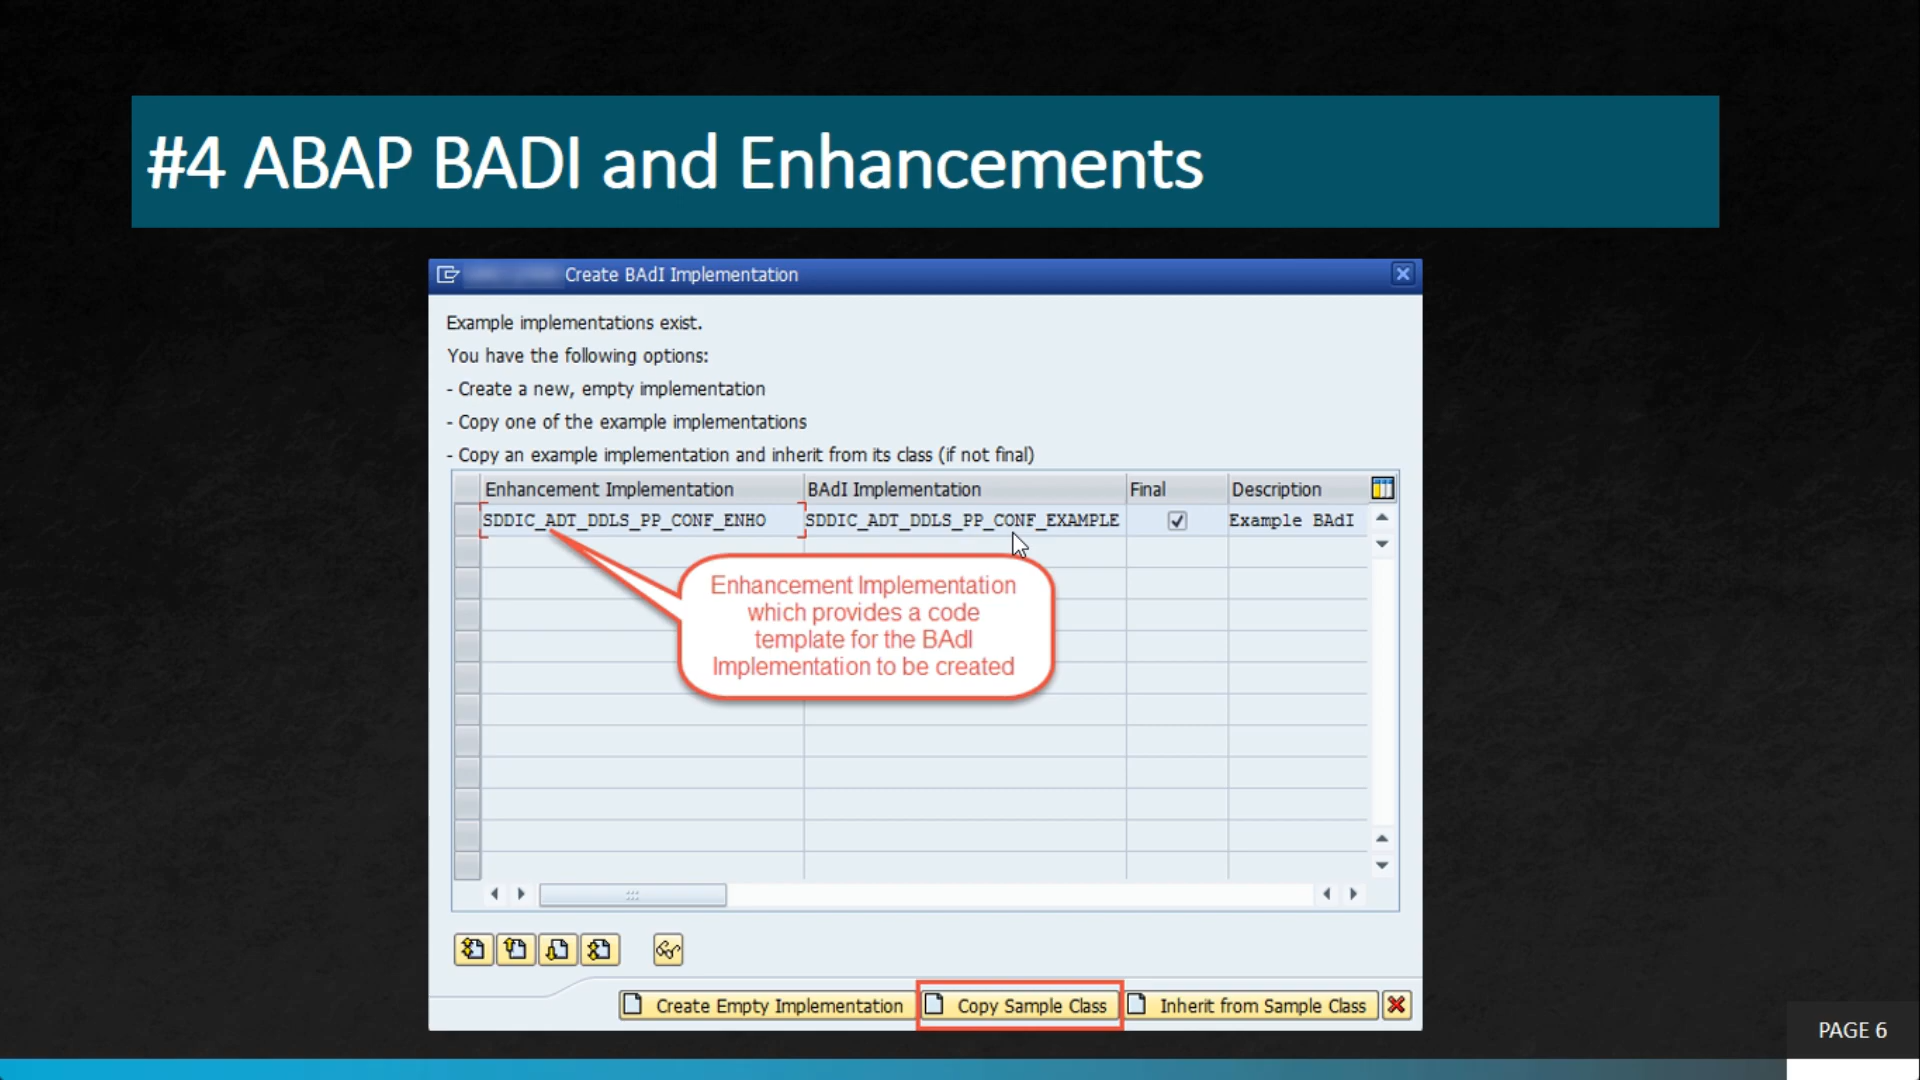 #4 ABAP BADI and Enhancements
Create BAdI Implementation
Example implementations exist.
You have the following options:
- Create a new, empty implementation
- Copy one of the example implementations
- Copy an example implementation and inherit from its class (if not final)
Enhancement Implementation BAdI Implementation Final Description
SDDIC_ADT_DDLS_PP_CONF_ENHO SDDIC_ADT_DDLS_PP_CONF_EXAMPLE Example BAdI
Enhancement Implementation
which provides a code
template for the BAdI
Implementation to be created
Create Empty Implementation Copy Sample Class Inherit from Sample Class
PAGE 6